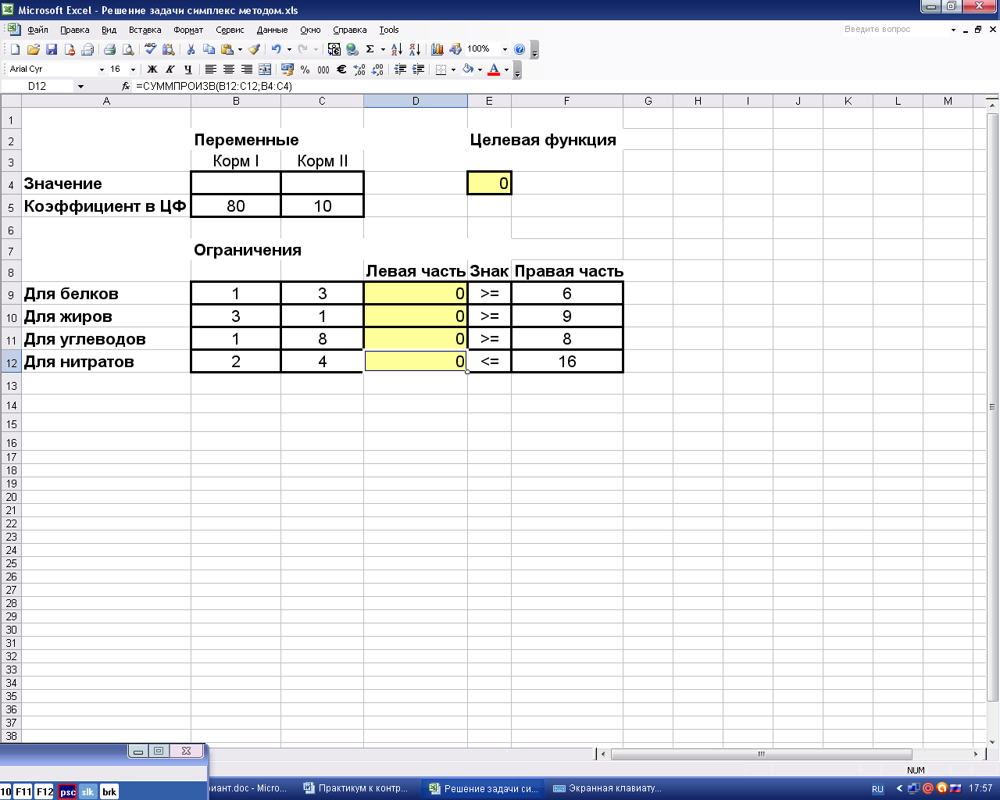 Microsoft Excel - Решение задачи симплекс методом.xls
Файл Правка Вид Вставка Формат Сервис Данные Окно Справка Tools Введите вопрос
100%
Arial Cyr 16 Ж К Ч % 000 €
D12 fx =СУММПРОИЗВ(B12:C12;B4:C4)
A B C D E F G H I J K L M
1
2 Переменные Целевая функция
3 Корм I Корм II
4 Значение 0
5 Коэффициент в ЦФ 80 10
6
7 Ограничения
8 Левая часть Знак Правая часть
9 Для белков 1 3 0 >= 6
10 Для жиров 3 1 0 >= 9
11 Для углеводов 1 8 0 >= 8
12 Для нитратов 2 4 0 <= 16
13
14
15
16
17
18
19
20
21
22
23
24
25
26
27
28
29
30
31
32
33
34
35
36
37
38
NUM
10 F11 F12 psc slk brk
риант.doc - Micro... Практикум к контр... Решение задачи си... Экранная клавиату... RU 17:57